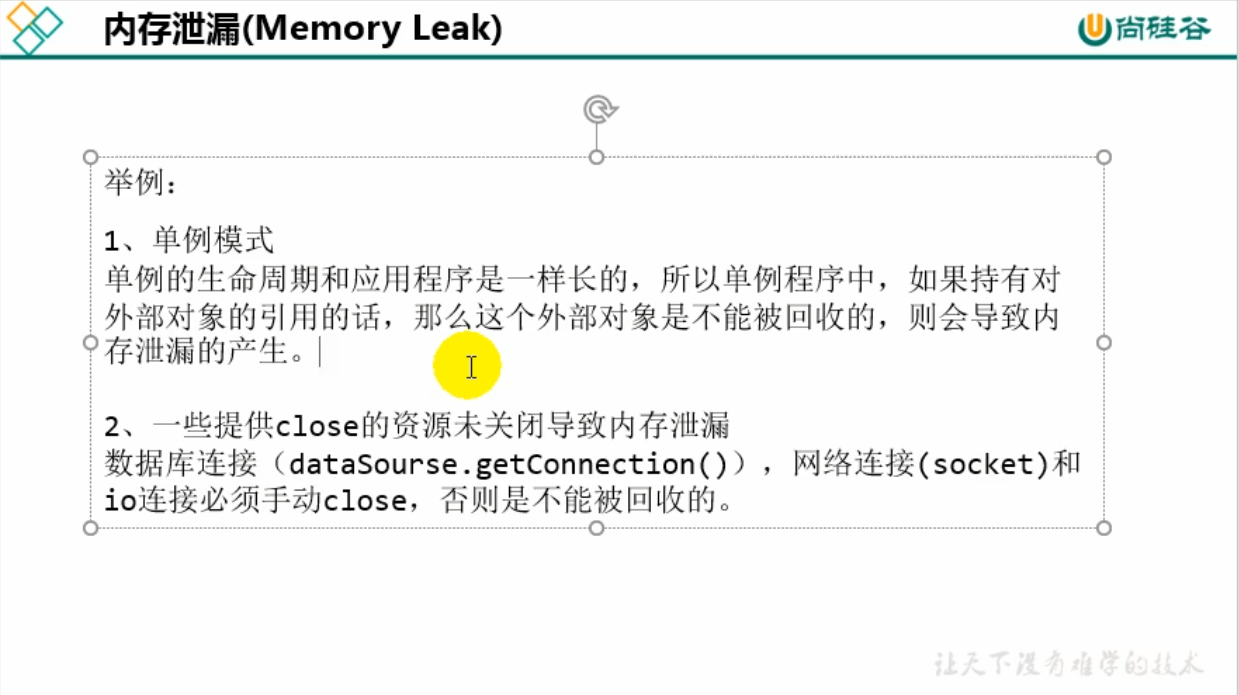 内存泄漏(Memory Leak)
尚硅谷
举例：
1、单例模式
单例的生命周期和应用程序是一样长的，所以单例程序中，如果持有对
外部对象的引用的话，那么这个外部对象是不能被回收的，则会导致内
存泄漏的产生。
2、一些提供close的资源未关闭导致内存泄漏
数据库连接（dataSourse.getConnection()），网络连接(socket)和
io连接必须手动close，否则是不能被回收的。
让天下没有难学的技术